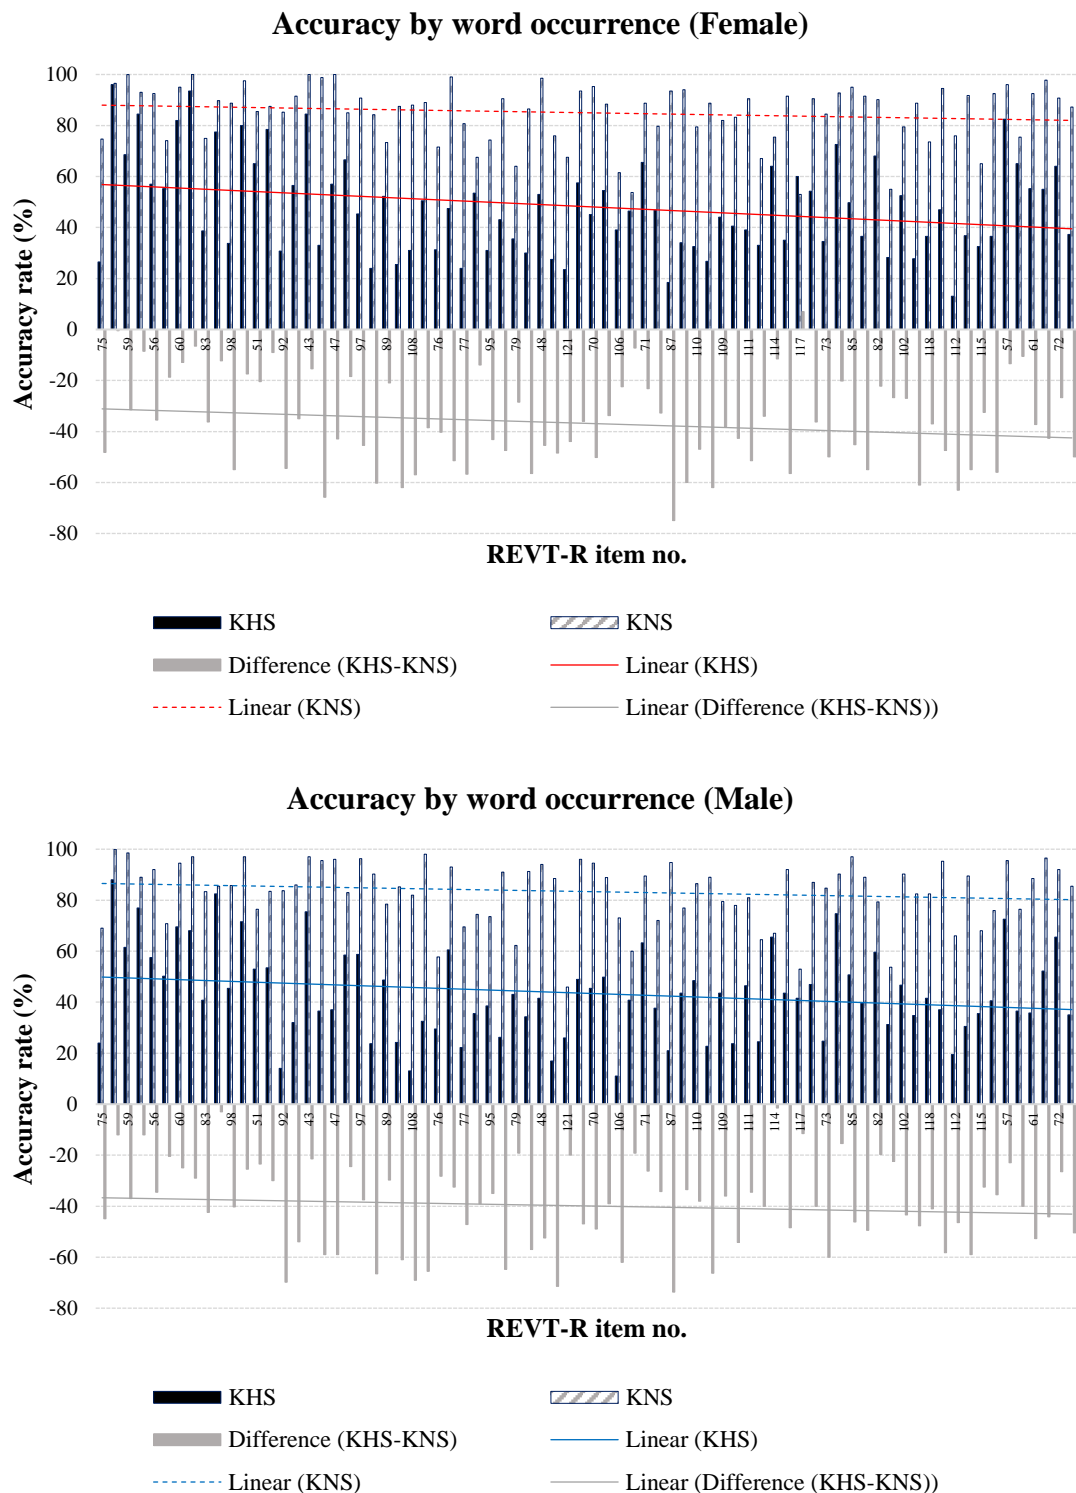 Accuracy by word occurrence (Female)
Accuracy rate (%)
100
80
60
40
20
0
-20
-40
-60
-80
75 59 56 60 83 98 51 92 43 47 97 89 108 76 77 95 79 48 121 70 106 71 87 110 109 111 114 117 73 85 82 102 118 112 115 57 61 72
REVT-R item no.
KHS KNS
Difference (KHS-KNS) Linear (KHS)
Linear (KNS) Linear (Difference (KHS-KNS))
Accuracy by word occurrence (Male)
Accuracy rate (%)
100
80
60
40
20
0
-20
-40
-60
-80
75 59 56 60 83 98 51 92 43 47 97 89 108 76 77 95 79 48 121 70 106 71 87 110 109 111 114 117 73 85 82 102 118 112 115 57 61 72
REVT-R item no.
KHS KNS
Difference (KHS-KNS) Linear (KHS)
Linear (KNS) Linear (Difference (KHS-KNS))